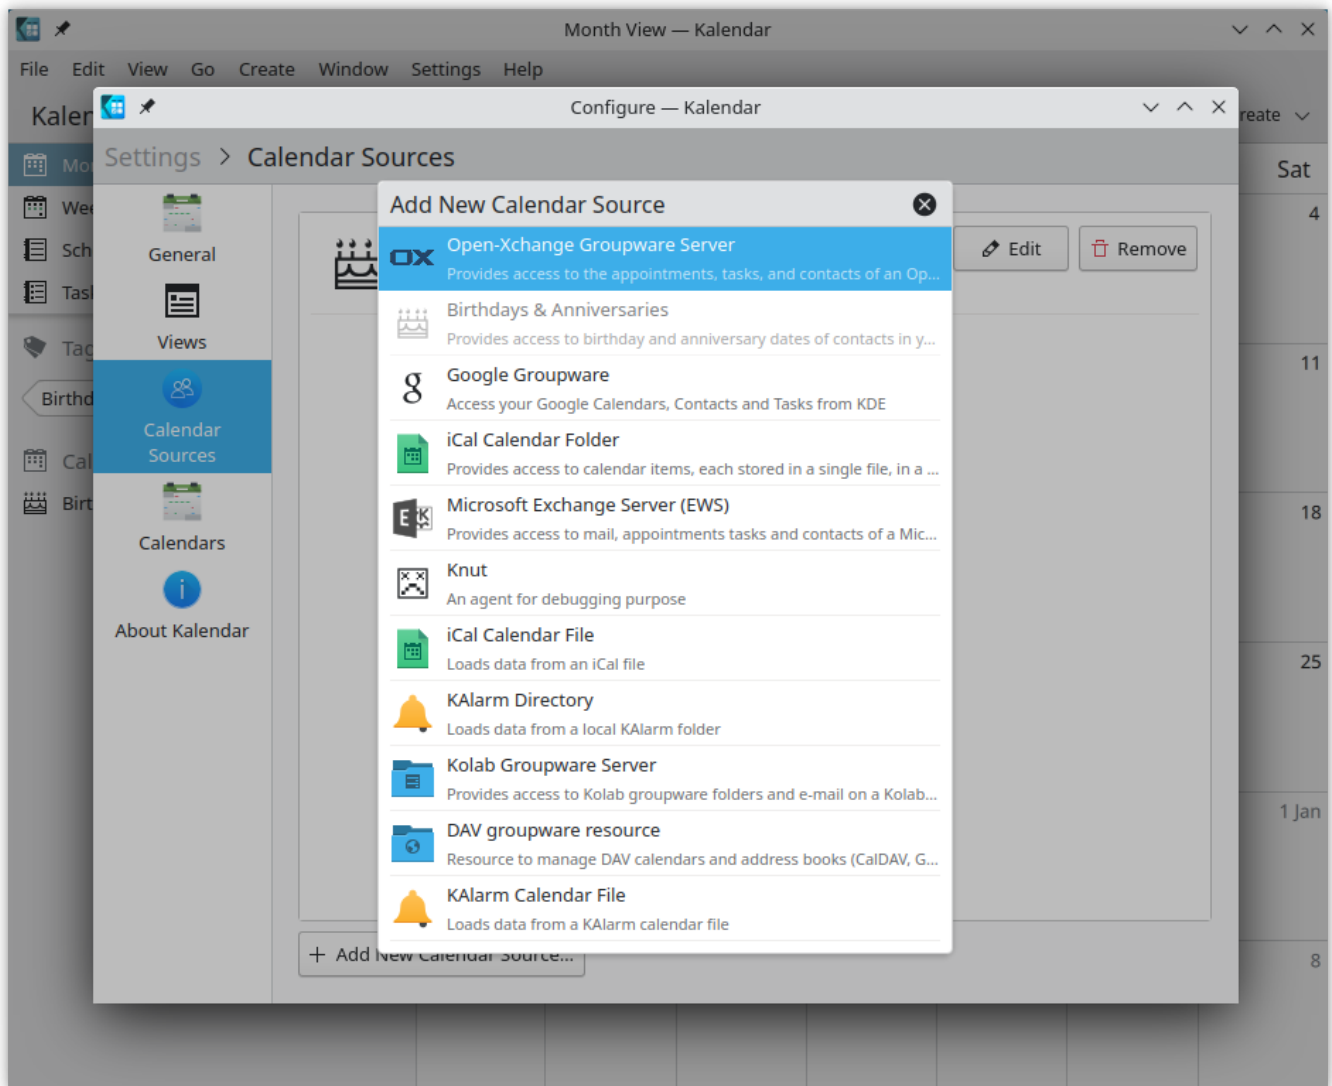 Month View — Kalendar
File Edit View Go Create Window Settings Help
Configure — Kalendar
Settings > Calendar Sources
Sat
4
11
18
25
1 Jan
8
General
Views
Calendar
Sources
Calendars
About Kalendar
Add New Calendar Source
Open-Xchange Groupware Server
Provides access to the appointments, tasks, and contacts of an Op...
Birthdays & Anniversaries
Provides access to birthday and anniversary dates of contacts in y...
Google Groupware
Access your Google Calendars, Contacts and Tasks from KDE
iCal Calendar Folder
Provides access to calendar items, each stored in a single file, in a ...
Microsoft Exchange Server (EWS)
Provides access to mail, appointments tasks and contacts of a Mic...
Knut
An agent for debugging purpose
iCal Calendar File
Loads data from an iCal file
KAlarm Directory
Loads data from a local KAlarm folder
Kolab Groupware Server
Provides access to Kolab groupware folders and e-mail on a Kolab...
DAV groupware resource
Resource to manage DAV calendars and address books (CalDAV, G...
KAlarm Calendar File
Loads data from a KAlarm calendar file
Edit
Remove
+ Add New Calendar Source...